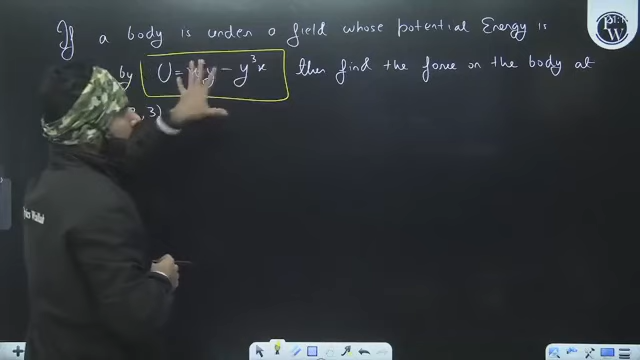 If a body is under a field whose potential Energy is
by U = y - y³x then find the force on the body at
, 3)
PW